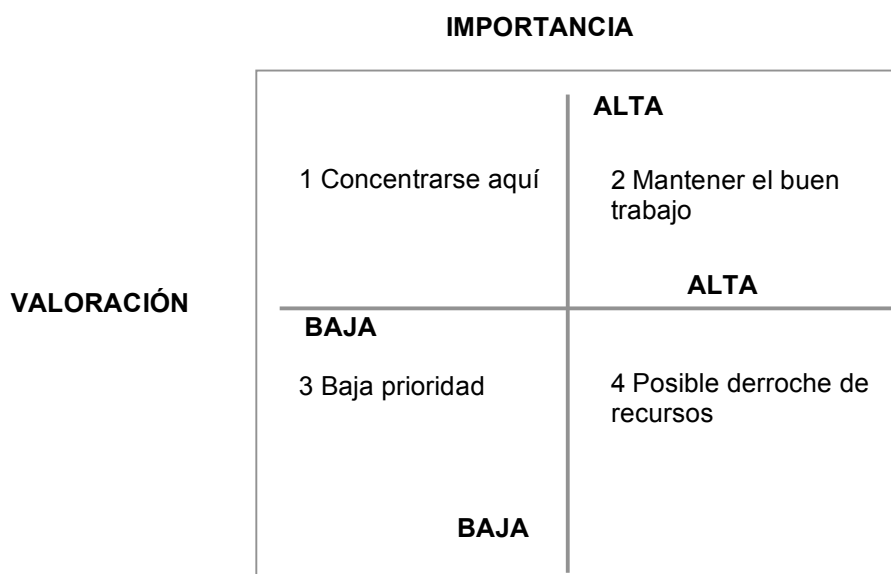 IMPORTANCIA
ALTA
1 Concentrarse aquí
2 Mantener el buen
trabajo
ALTA
VALORACIÓN
BAJA
3 Baja prioridad
4 Posible derroche de
recursos
BAJA